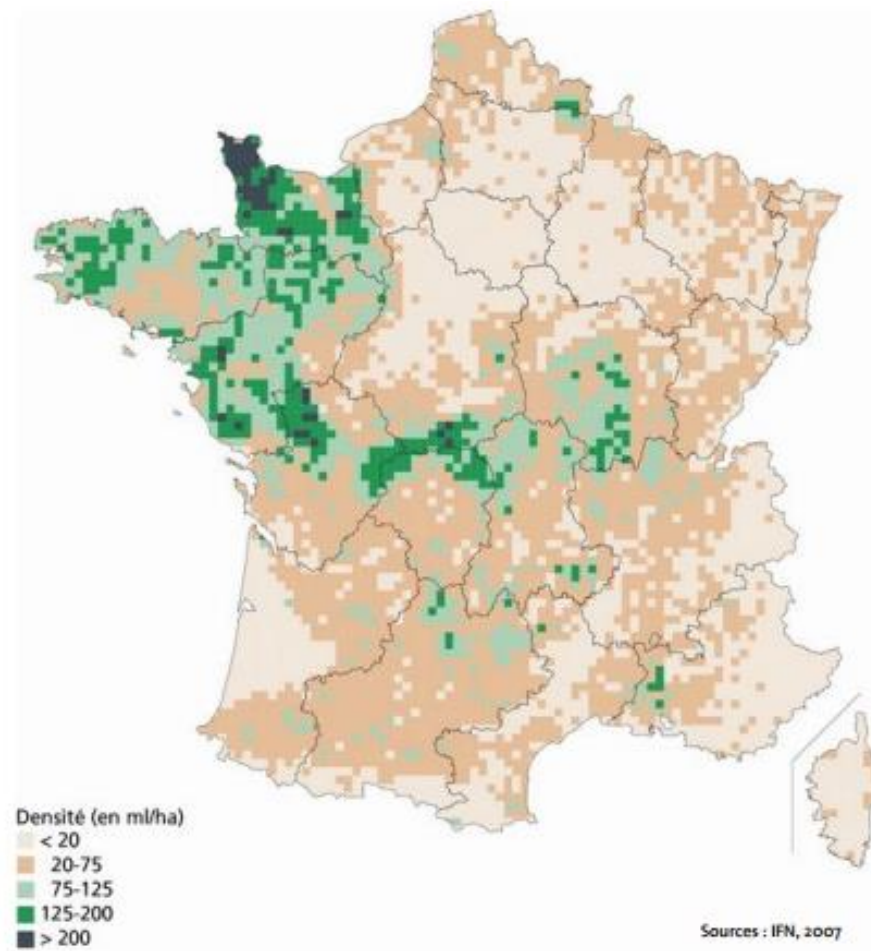 Densité (en ml/ha)
< 20
20-75
75-125
125-200
> 200
Sources : IFN, 2007